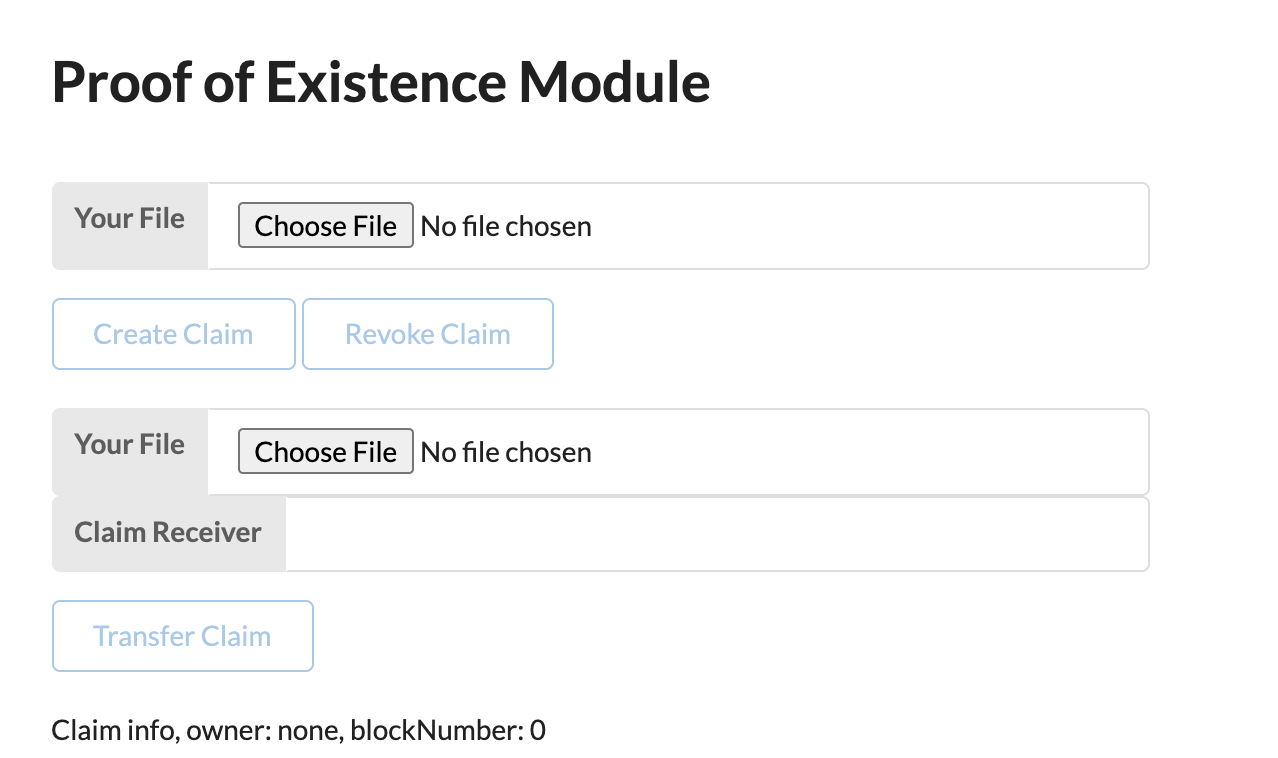 Proof of Existence Module
Your File Choose File No file chosen
Create Claim Revoke Claim
Your File Choose File No file chosen
Claim Receiver
Transfer Claim
Claim info, owner: none, blockNumber: 0